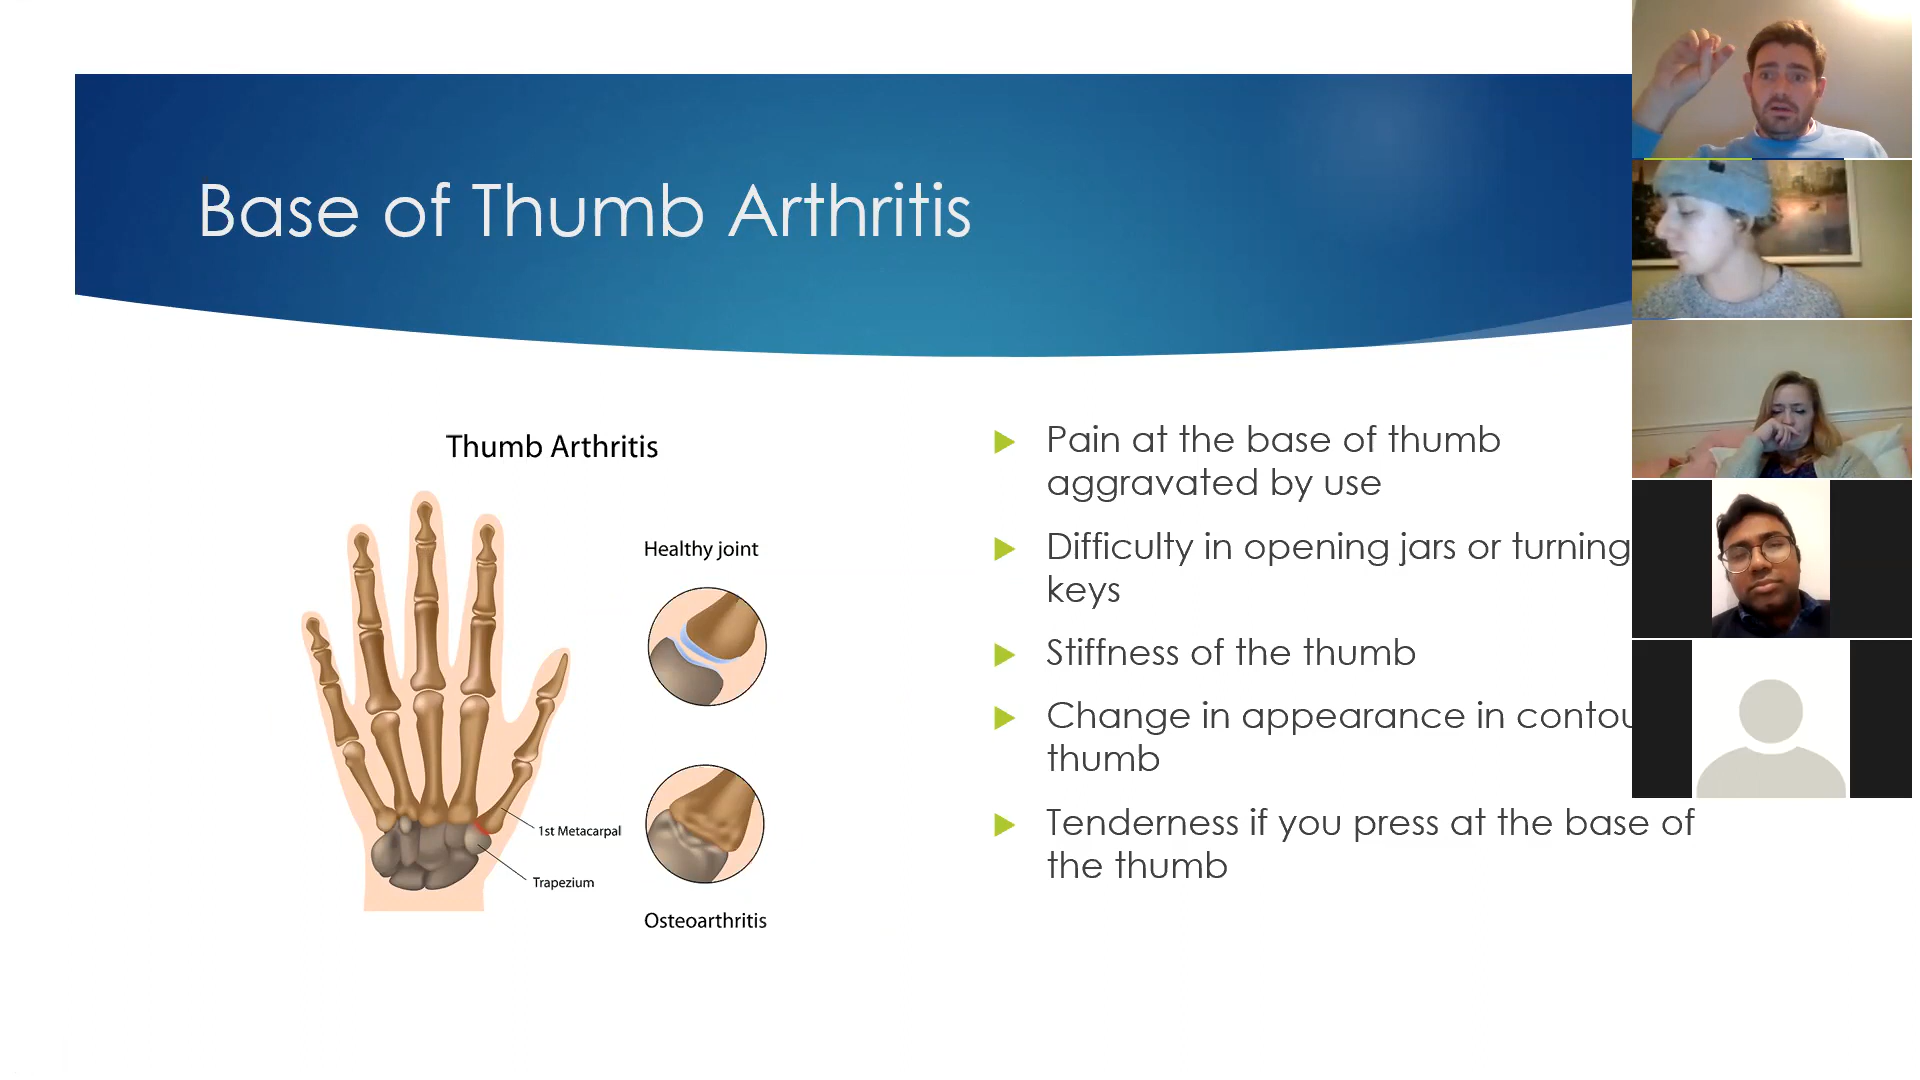 Base of Thumb Arthritis
Thumb Arthritis
Healthy joint
1st Metacarpal
Trapezium
Osteoarthritis
Pain at the base of thumb
aggravated by use
Difficulty in opening jars or turning
keys
Stiffness of the thumb
Change in appearance in
thumb
Tenderness if you press at the base of
the thumb